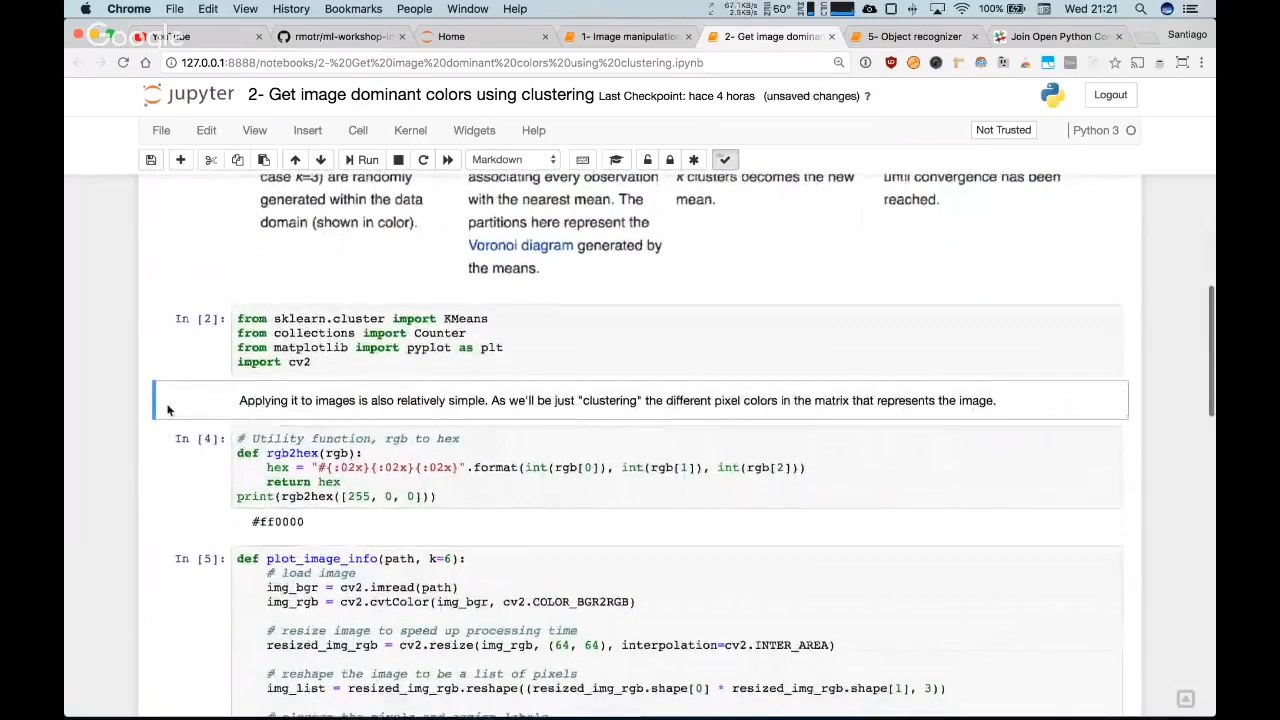 Chrome File Edit View History Bookmarks People Window Help
60° 100% Wed 21:21
Google
YouTube
rmotr/ml-workshop-in
Home
1- Image manipulation
2- Get image dominan
5- Object recognizer
Join Open Python Co
Santiago
127.0.0.1:8888/notebooks/2-%20Get%20image%20dominant%20colors%20using%20clustering.ipynb
jupyter 2- Get image dominant colors using clustering Last Checkpoint: hace 4 horas (unsaved changes) ?
Logout
File Edit View Insert Cell Kernel Widgets Help
Not Trusted
Python 3
Run
Markdown
case k=3) are randomly
generated within the data
domain (shown in color).
associating every observation
with the nearest mean. The
partitions here represent the
Voronoi diagram generated by
the means.
k clusters becomes the new
mean.
until convergence has been
reached.
In [2]:
from sklearn.cluster import KMeans
from collections import Counter
from matplotlib import pyplot as plt
import cv2
Applying it to images is also relatively simple. As we'll be just "clustering" the different pixel colors in the matrix that represents the image.
In [4]:
# Utility function, rgb to hex
def rgb2hex(rgb):
hex = "#{:02x}{:02x}{:02x}".format(int(rgb[0]), int(rgb[1]), int(rgb[2]))
return hex
print(rgb2hex([255, 0, 0]))
#ff0000
In [5]:
def plot_image_info(path, k=6):
# load image
img_bgr = cv2.imread(path)
img_rgb = cv2.cvtColor(img_bgr, cv2.COLOR_BGR2RGB)
# resize image to speed up processing time
resized_img_rgb = cv2.resize(img_rgb, (64, 64), interpolation=cv2.INTER_AREA)
# reshape the image to be a list of pixels
img_list = resized_img_rgb.reshape((resized_img_rgb.shape[0] * resized_img_rgb.shape[1], 3))